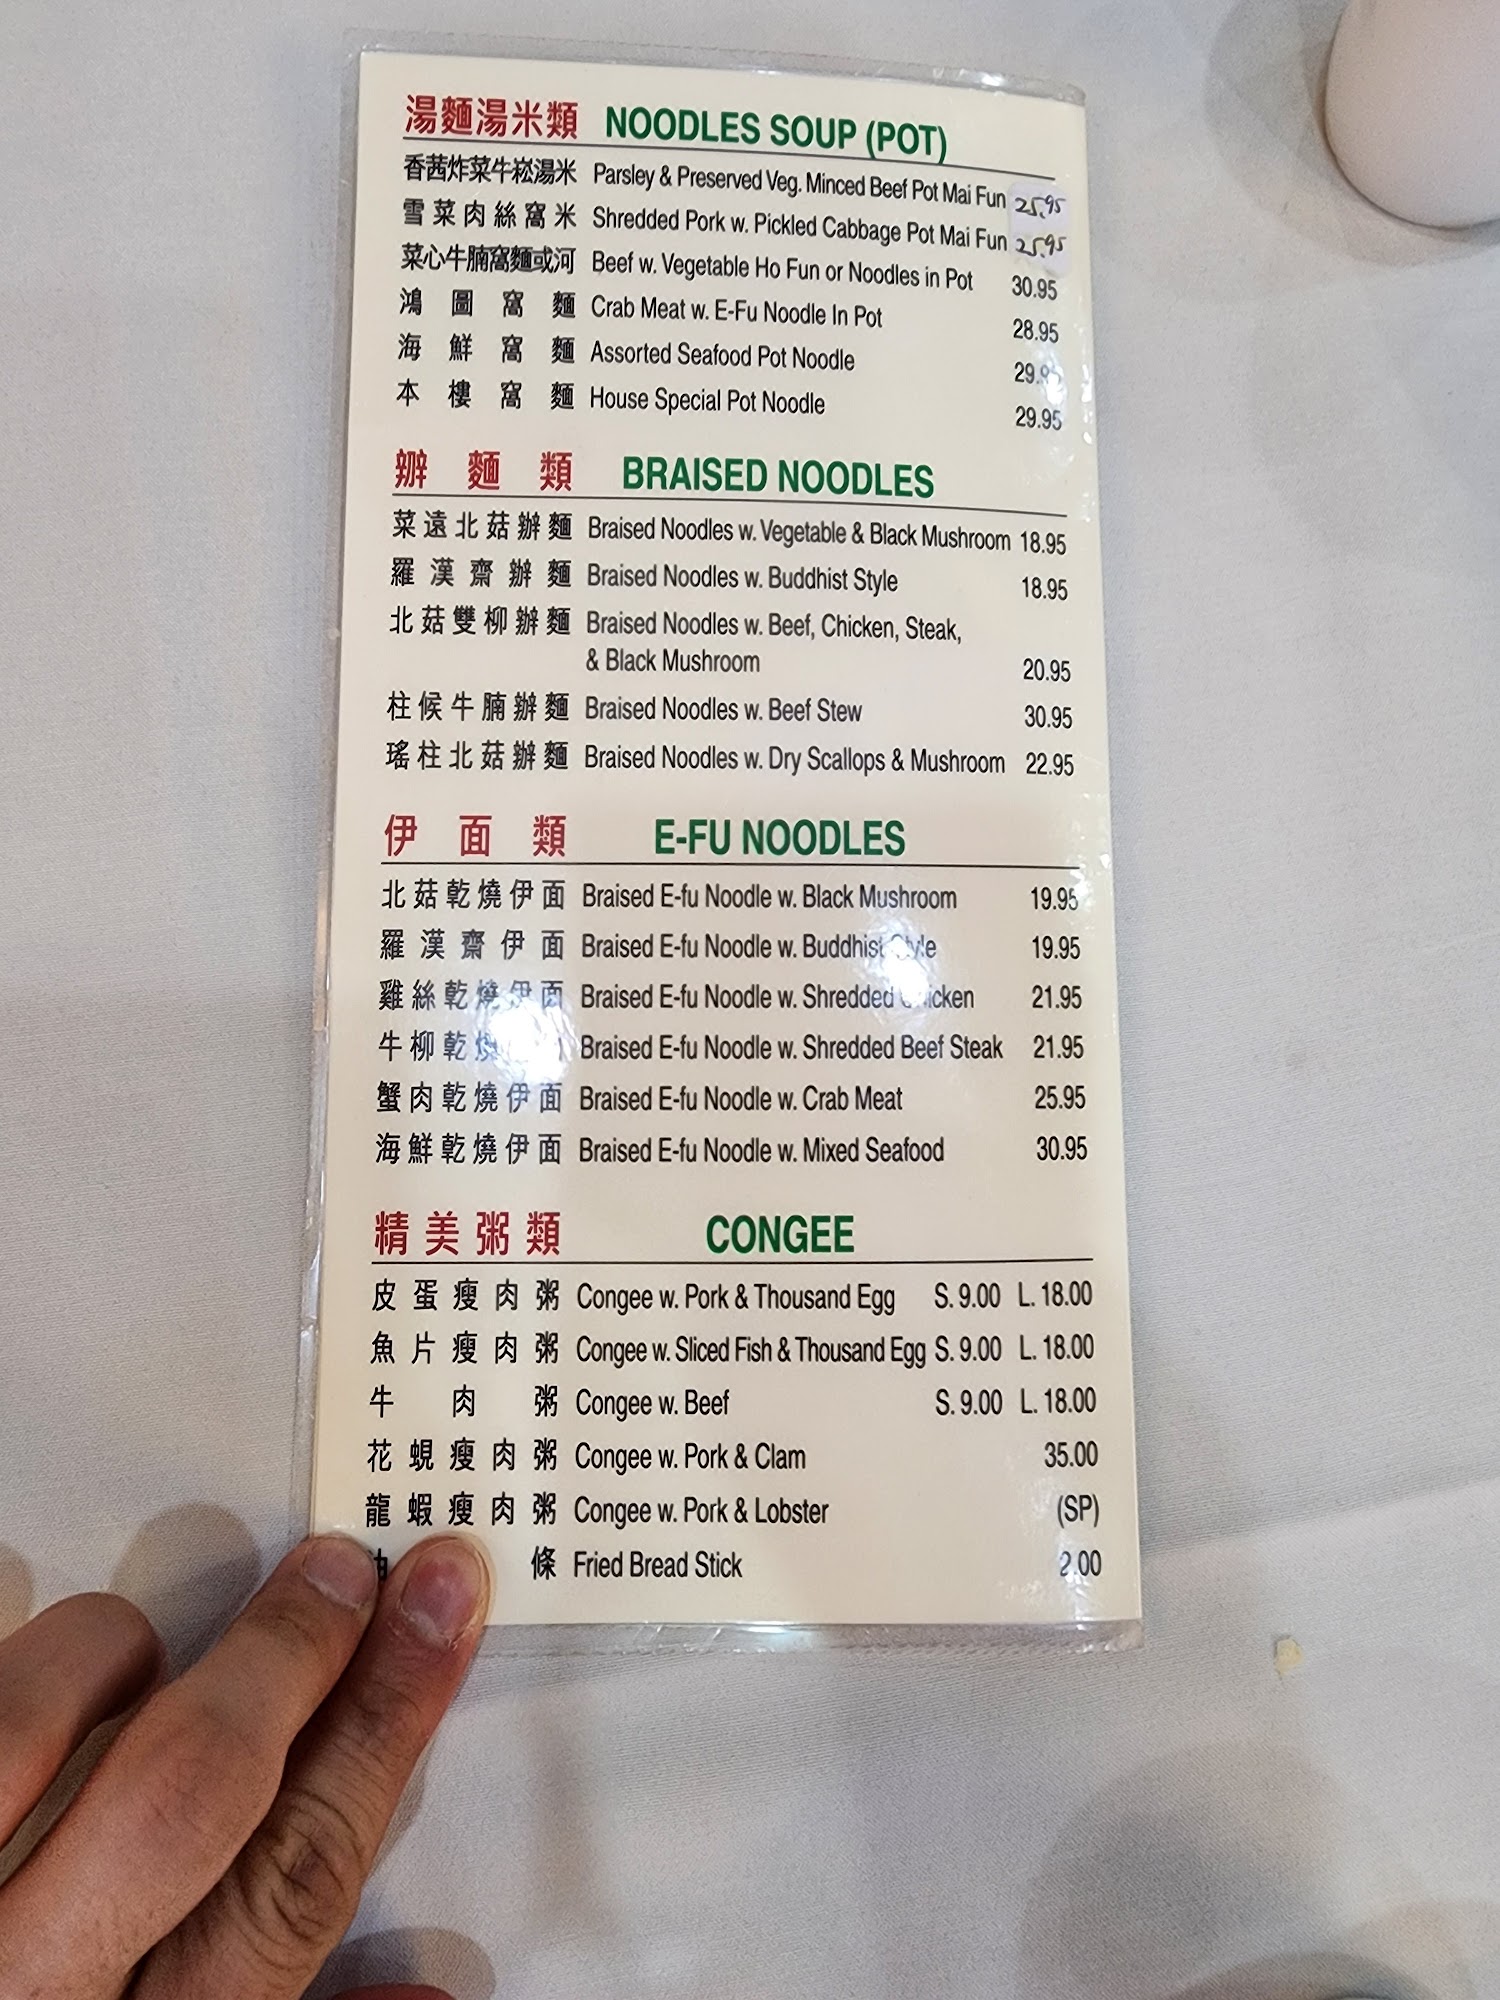 湯麵湯米類 NOODLES SOUP (POT)
香茜炸菜牛崧湯米 Parsley & Preserved Veg. Minced Beef Pot Mai Fun 25.95
雪菜肉絲窩米 Shredded Pork w. Pickled Cabbage Pot Mai Fun 25.95
菜心牛腩窩麵或河 Beef w. Vegetable Ho Fun or Noodles in Pot 30.95
鴻圖窩麵 Crab Meat w. E-Fu Noodle In Pot 28.95
海鮮窩麵 Assorted Seafood Pot Noodle 29.95
本樓窩麵 House Special Pot Noodle 29.95
辦麵類 BRAISED NOODLES
菜遠北菇辦麵 Braised Noodles w. Vegetable & Black Mushroom 18.95
羅漢齋辦麵 Braised Noodles w. Buddhist Style 18.95
北菇雙柳辦麵 Braised Noodles w. Beef, Chicken, Steak,
& Black Mushroom 20.95
柱候牛腩辦麵 Braised Noodles w. Beef Stew 30.95
瑤柱北菇辦麵 Braised Noodles w. Dry Scallops & Mushroom 22.95
伊面類 E-FU NOODLES
北菇乾燒伊面 Braised E-fu Noodle w. Black Mushroom 19.95
羅漢齋伊面 Braised E-fu Noodle w. Buddhist Style 19.95
雞絲乾燒伊面 Braised E-fu Noodle w. Shredded Chicken 21.95
牛柳乾燒 Braised E-fu Noodle w. Shredded Beef Steak 21.95
蟹肉乾燒伊面 Braised E-fu Noodle w. Crab Meat 25.95
海鮮乾燒伊面 Braised E-fu Noodle w. Mixed Seafood 30.95
精美粥類 CONGEE
皮蛋瘦肉粥 Congee w. Pork & Thousand Egg S. 9.00 L. 18.00
魚片瘦肉粥 Congee w. Sliced Fish & Thousand Egg S. 9.00 L. 18.00
牛肉粥 Congee w. Beef S. 9.00 L. 18.00
花蜆瘦肉粥 Congee w. Pork & Clam 35.00
龍蝦瘦肉粥 Congee w. Pork & Lobster (SP)
條 Fried Bread Stick 2.00